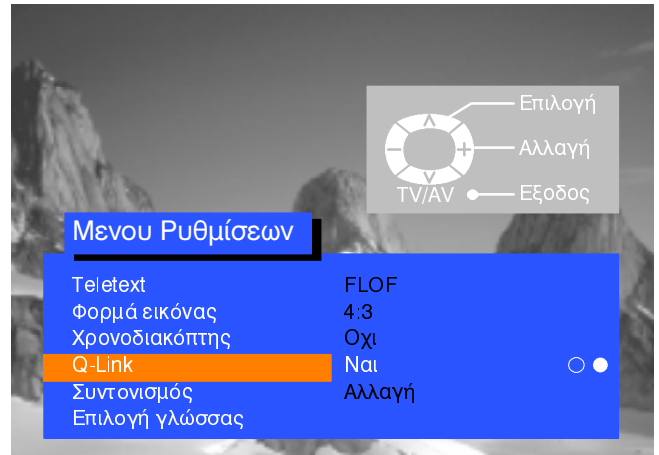 Επιλογή
Αλλαγή
TV/AV Εξοδος
Μενου Ρυθμίσεων
Teletext FLOF
Φορμά εικόνας 4:3
Χρονοδιακόπτης Οχι
Q-Link Ναι
Συντονισμός Αλλαγή
Επιλογή γλώσσας